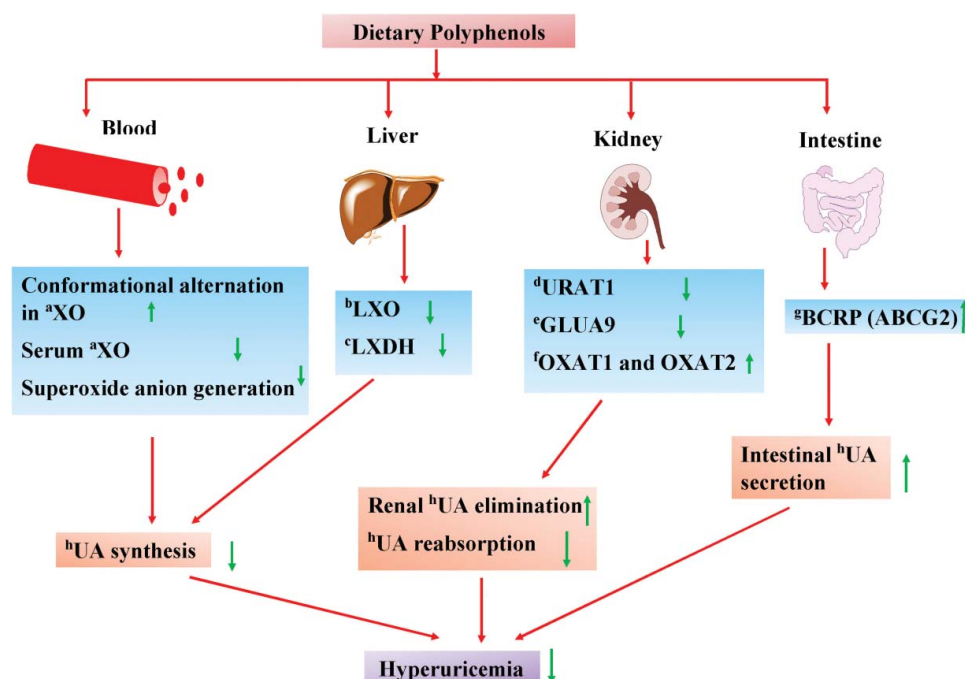 Dietary Polyphenols
Blood
Liver
Kidney
Intestine
Conformational alternation
in ᵃXO ↑
Serum ᵃXO ↓
Superoxide anion generation ↓
ᵇLXO ↓
ᶜLXDH ↓
ᵈURAT1 ↓
ᵉGLUA9 ↓
ᶠOXAT1 and OXAT2 ↑
ᵍBCRP (ABCG2) ↑
ʰUA synthesis ↓
Renal ʰUA elimination ↑
ʰUA reabsorption ↓
Intestinal ʰUA
secretion ↑
Hyperuricemia ↓